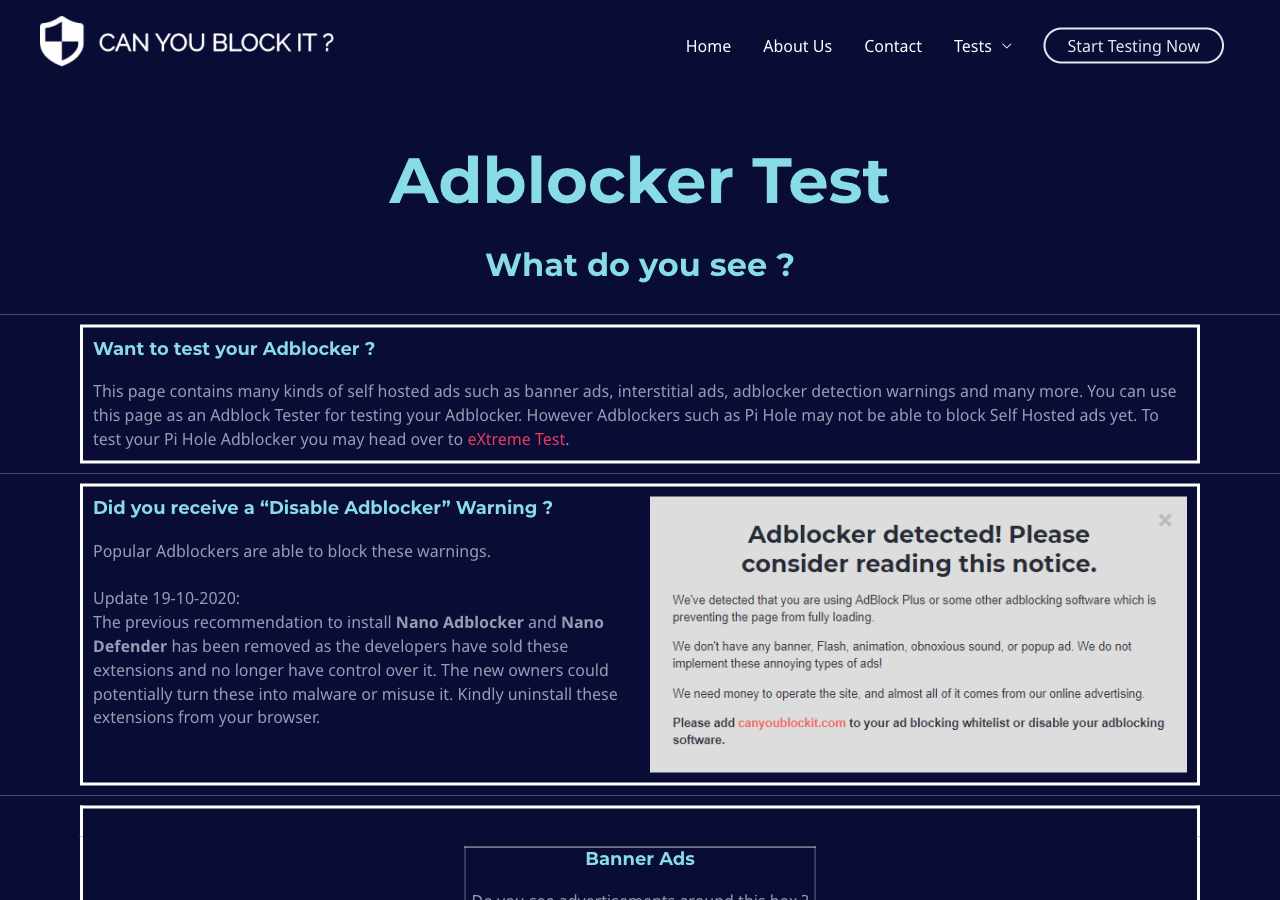 CAN YOU BLOCK IT ?
Home About Us Contact Tests Start Testing Now
Adblocker Test
What do you see ?
Want to test your Adblocker ?
This page contains many kinds of self hosted ads such as banner ads, interstitial ads, adblocker detection warnings and many more. You can use
this page as an Adblock Tester for testing your Adblocker. However Adblockers such as Pi Hole may not be able to block Self Hosted ads yet. To
test your Pi Hole Adblocker you may head over to eXtreme Test.
Did you receive a “Disable Adblocker” Warning ?
Popular Adblockers are able to block these warnings.
Update 19-10-2020:
The previous recommendation to install Nano Adblocker and Nano
Defender has been removed as the developers have sold these
extensions and no longer have control over it. The new owners could
potentially turn these into malware or misuse it. Kindly uninstall these
extensions from your browser.
Adblocker detected! Please
consider reading this notice.
We've detected that you are using AdBlock Plus or some other adblocking software which is
preventing the page from fully loading.
We don't have any banner, Flash, animation, obnoxious sound, or popup ad. We do not
implement these annoying types of ads!
We need money to operate the site, and almost all of it comes from our online advertising.
Please add canyoublockit.com to your ad blocking whitelist or disable your adblocking
software.
Banner Ads
Do you see advertisements around this box ?